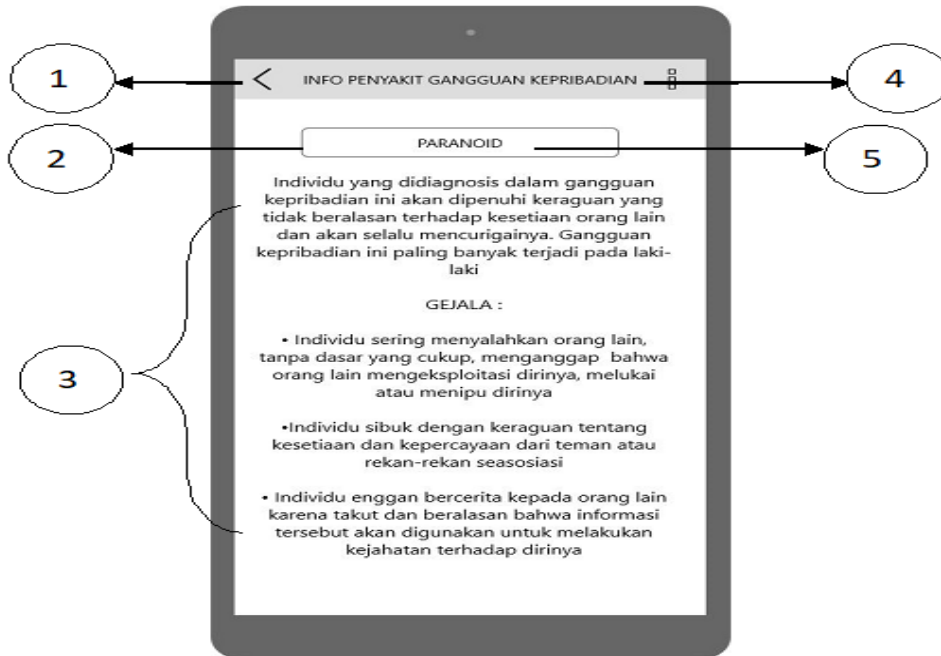 1
INFO PENYAKIT GANGGUAN KEPRIBADIAN
4
2
PARANOID
5
Individu yang didiagnosis dalam gangguan
kepribadian ini akan dipenuhi keraguan yang
tidak beralasan terhadap kesetiaan orang lain
dan akan selalu mencurigainya. Gangguan
kepribadian ini paling banyak terjadi pada laki-
laki
GEJALA :
• Individu sering menyalahkan orang lain,
tanpa dasar yang cukup, menganggap bahwa
orang lain mengeksploitasi dirinya, melukai
atau menipu dirinya
3
•Individu sibuk dengan keraguan tentang
kesetiaan dan kepercayaan dari teman atau
rekan-rekan seasosiasi
• Individu enggan bercerita kepada orang lain
karena takut dan beralasan bahwa informasi
tersebut akan digunakan untuk melakukan
kejahatan terhadap dirinya